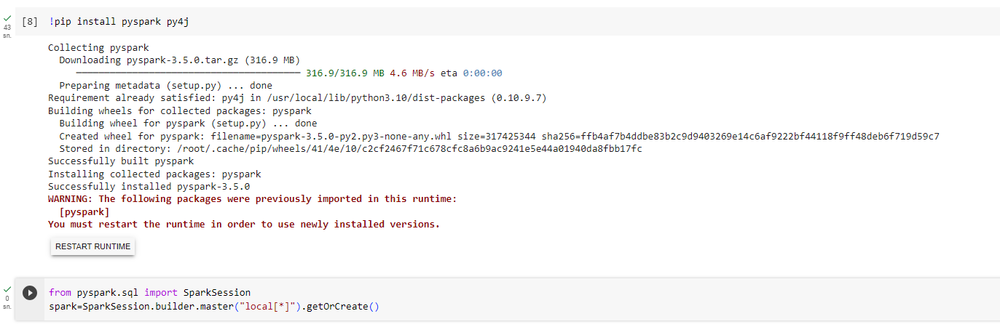 [8] !pip install pyspark py4j
43
sn.
Collecting pyspark
Downloading pyspark-3.5.0.tar.gz (316.9 MB)
316.9/316.9 MB 4.6 MB/s eta 0:00:00
Preparing metadata (setup.py) ... done
Requirement already satisfied: py4j in /usr/local/lib/python3.10/dist-packages (0.10.9.7)
Building wheels for collected packages: pyspark
Building wheel for pyspark (setup.py) ... done
Created wheel for pyspark: filename=pyspark-3.5.0-py2.py3-none-any.whl size=317425344 sha256=ffb4af7b4ddbe83b2c9d9403269e14c6af9222bf44118f9ff48deb6f719d59c7
Stored in directory: /root/.cache/pip/wheels/41/4e/10/c2cf2467f71c678cfc8a6b9ac9241e5e44a01940da8fbb17fc
Successfully built pyspark
Installing collected packages: pyspark
Successfully installed pyspark-3.5.0
WARNING: The following packages were previously imported in this runtime:
[pyspark]
You must restart the runtime in order to use newly installed versions.
RESTART RUNTIME
0
sn.
from pyspark.sql import SparkSession
spark=SparkSession.builder.master("local[*]").getOrCreate()